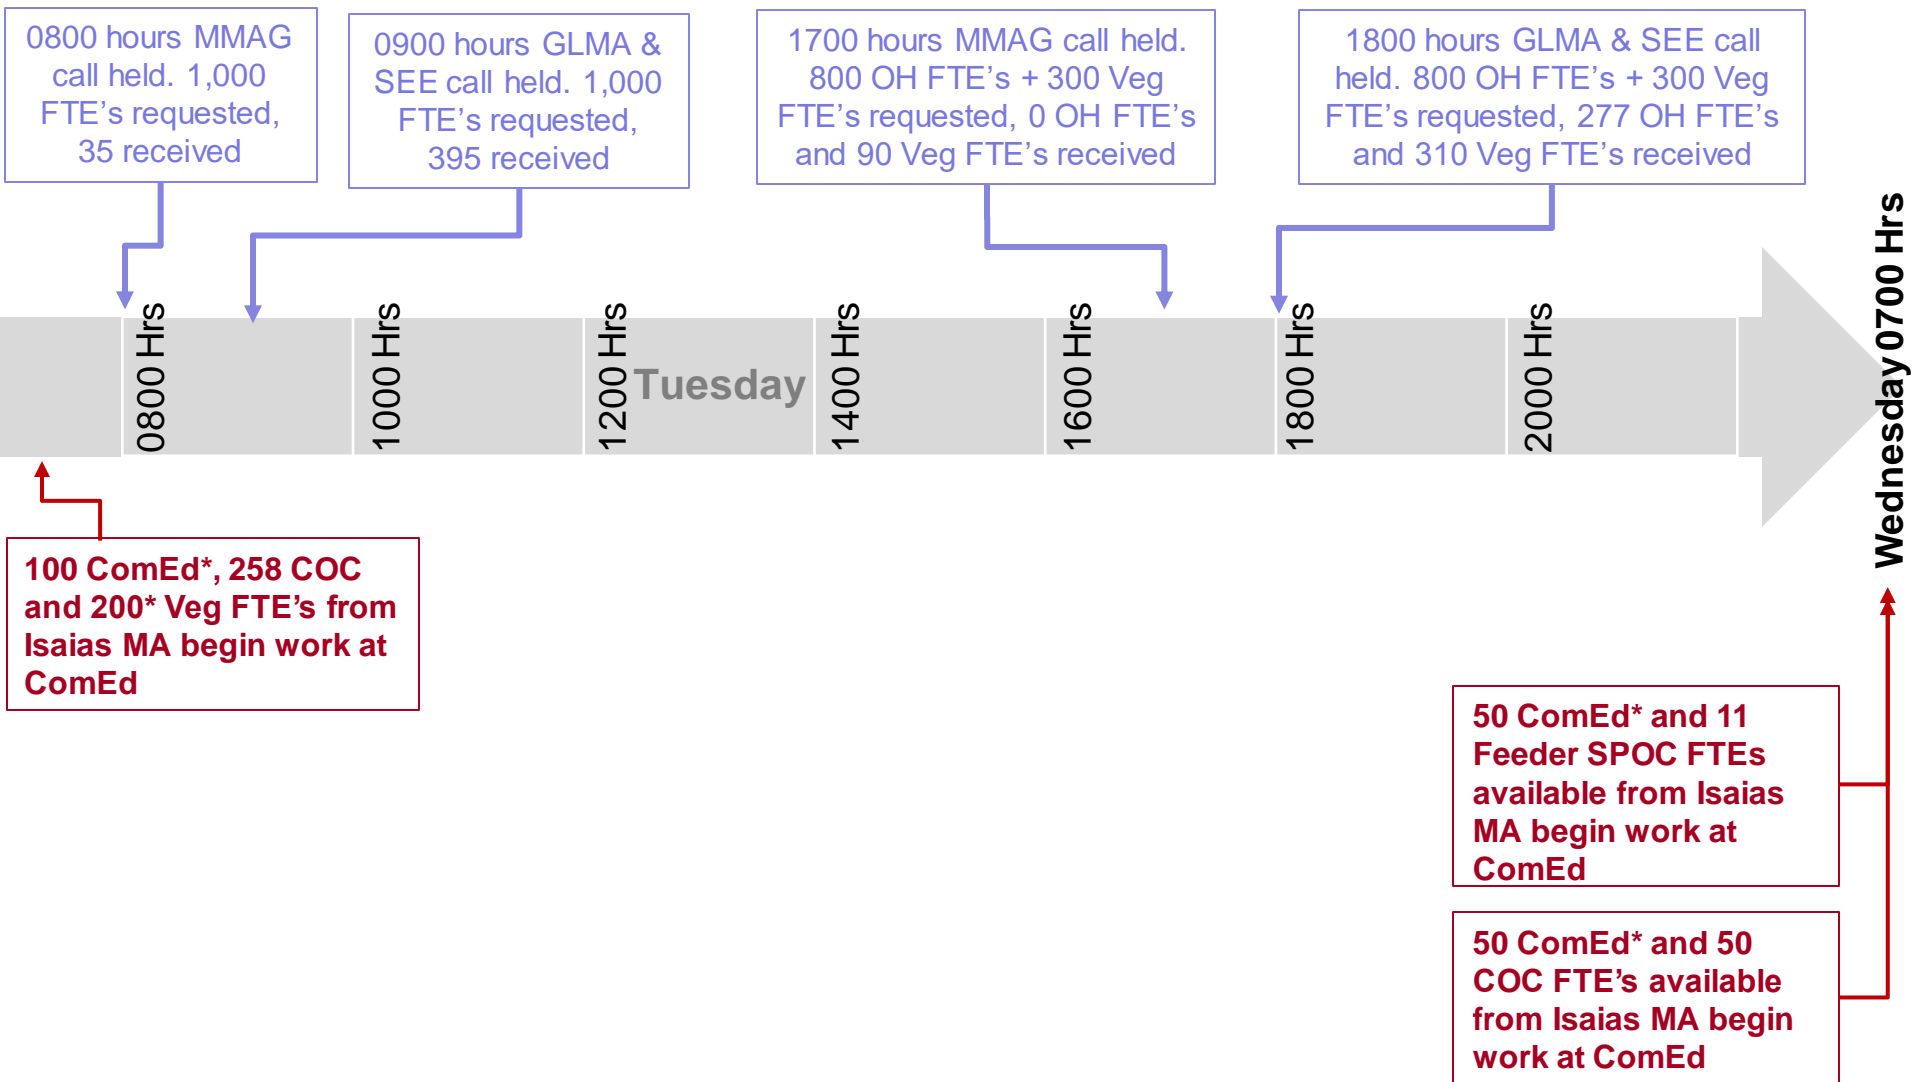 0800 hours MMAG
call held. 1,000
FTE’s requested,
35 received
0900 hours GLMA &
SEE call held. 1,000
FTE’s requested,
395 received
1700 hours MMAG call held.
800 OH FTE’s + 300 Veg
FTE’s requested, 0 OH FTE’s
and 90 Veg FTE’s received
1800 hours GLMA & SEE call
held. 800 OH FTE’s + 300 Veg
FTE’s requested, 277 OH FTE’s
and 310 Veg FTE’s received
0800 Hrs
1000 Hrs
1200 Hrs
Tuesday
1400 Hrs
1600 Hrs
1800 Hrs
2000 Hrs
Wednesday 0700 Hrs
100 ComEd*, 258 COC
and 200* Veg FTE’s from
Isaias MA begin work at
ComEd
50 ComEd* and 11
Feeder SPOC FTEs
available from Isaias
MA begin work at
ComEd
50 ComEd* and 50
COC FTE’s available
from Isaias MA begin
work at ComEd